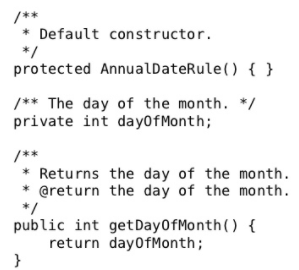 /**
 * Default constructor.
 */
protected AnnualDateRule() { }
/** The day of the month. */
private int dayOfMonth;
/**
 * Returns the day of the month.
 * @return the day of the month.
 */
public int getDayOfMonth() {
    return dayOfMonth;
}